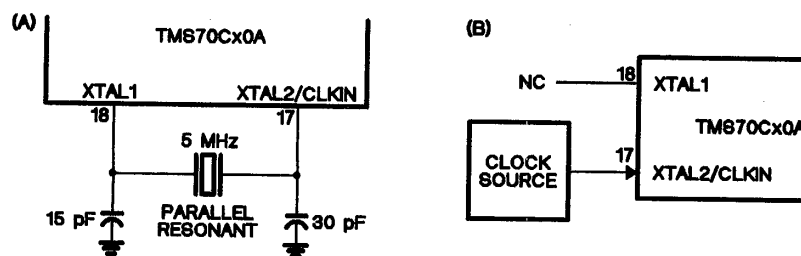 (A)
TMS70Cx0A
XTAL1
XTAL2/CLKIN
18
17
5 MHz
15 pF
PARALLEL
RESONANT
30 pF
(B)
NC
18
XTAL1
TMS70Cx0A
CLOCK
SOURCE
17
XTAL2/CLKIN